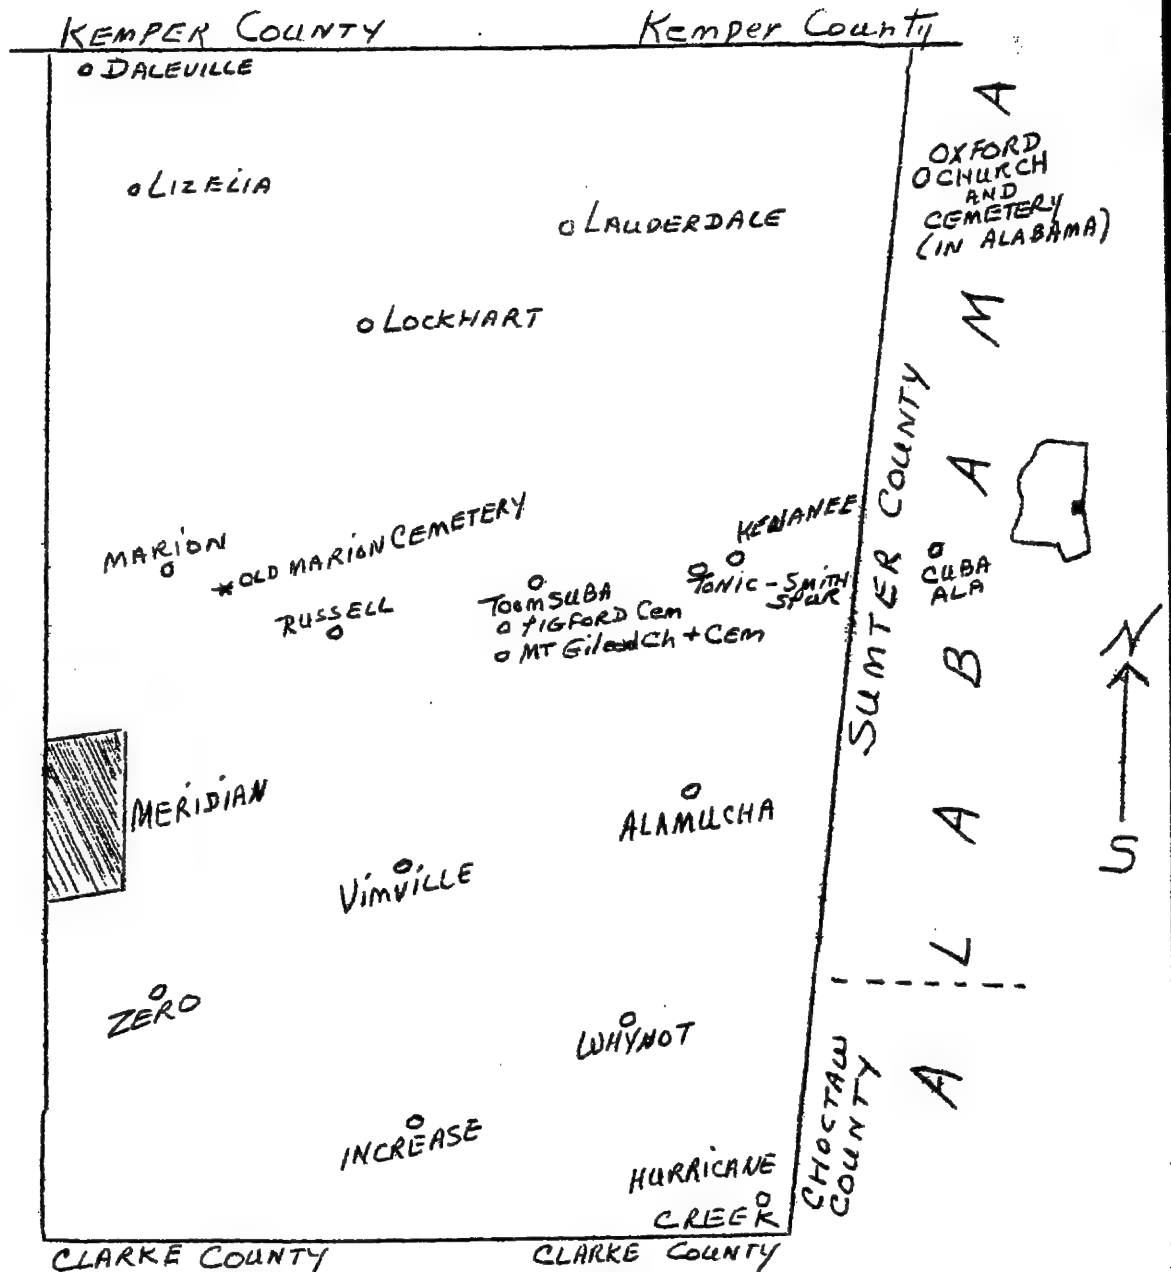 KEMPER COUNTY
Kemper County
DALEVILLE
LIZELIA
LAUDERDALE
OXFORD
CHURCH
AND
CEMETERY
(IN ALABAMA)
LOCKHART
MARION
OLD MARION CEMETERY
RUSSELL
TOOMSUBA
PIGFORD Cem
MT Gilead Ch + Cem
KEWANEE
TONIC - SMITH
SPUR
SUMTER COUNTY
CUBA
ALA
N
S
ALABAMA
MERIDIAN
ALAMUCHA
VIMVILLE
ZERO
WHYNOT
INCREASE
HURRICANE
CREEK
CHOCTAW
COUNTY
CLARKE COUNTY
CLARKE COUNTY